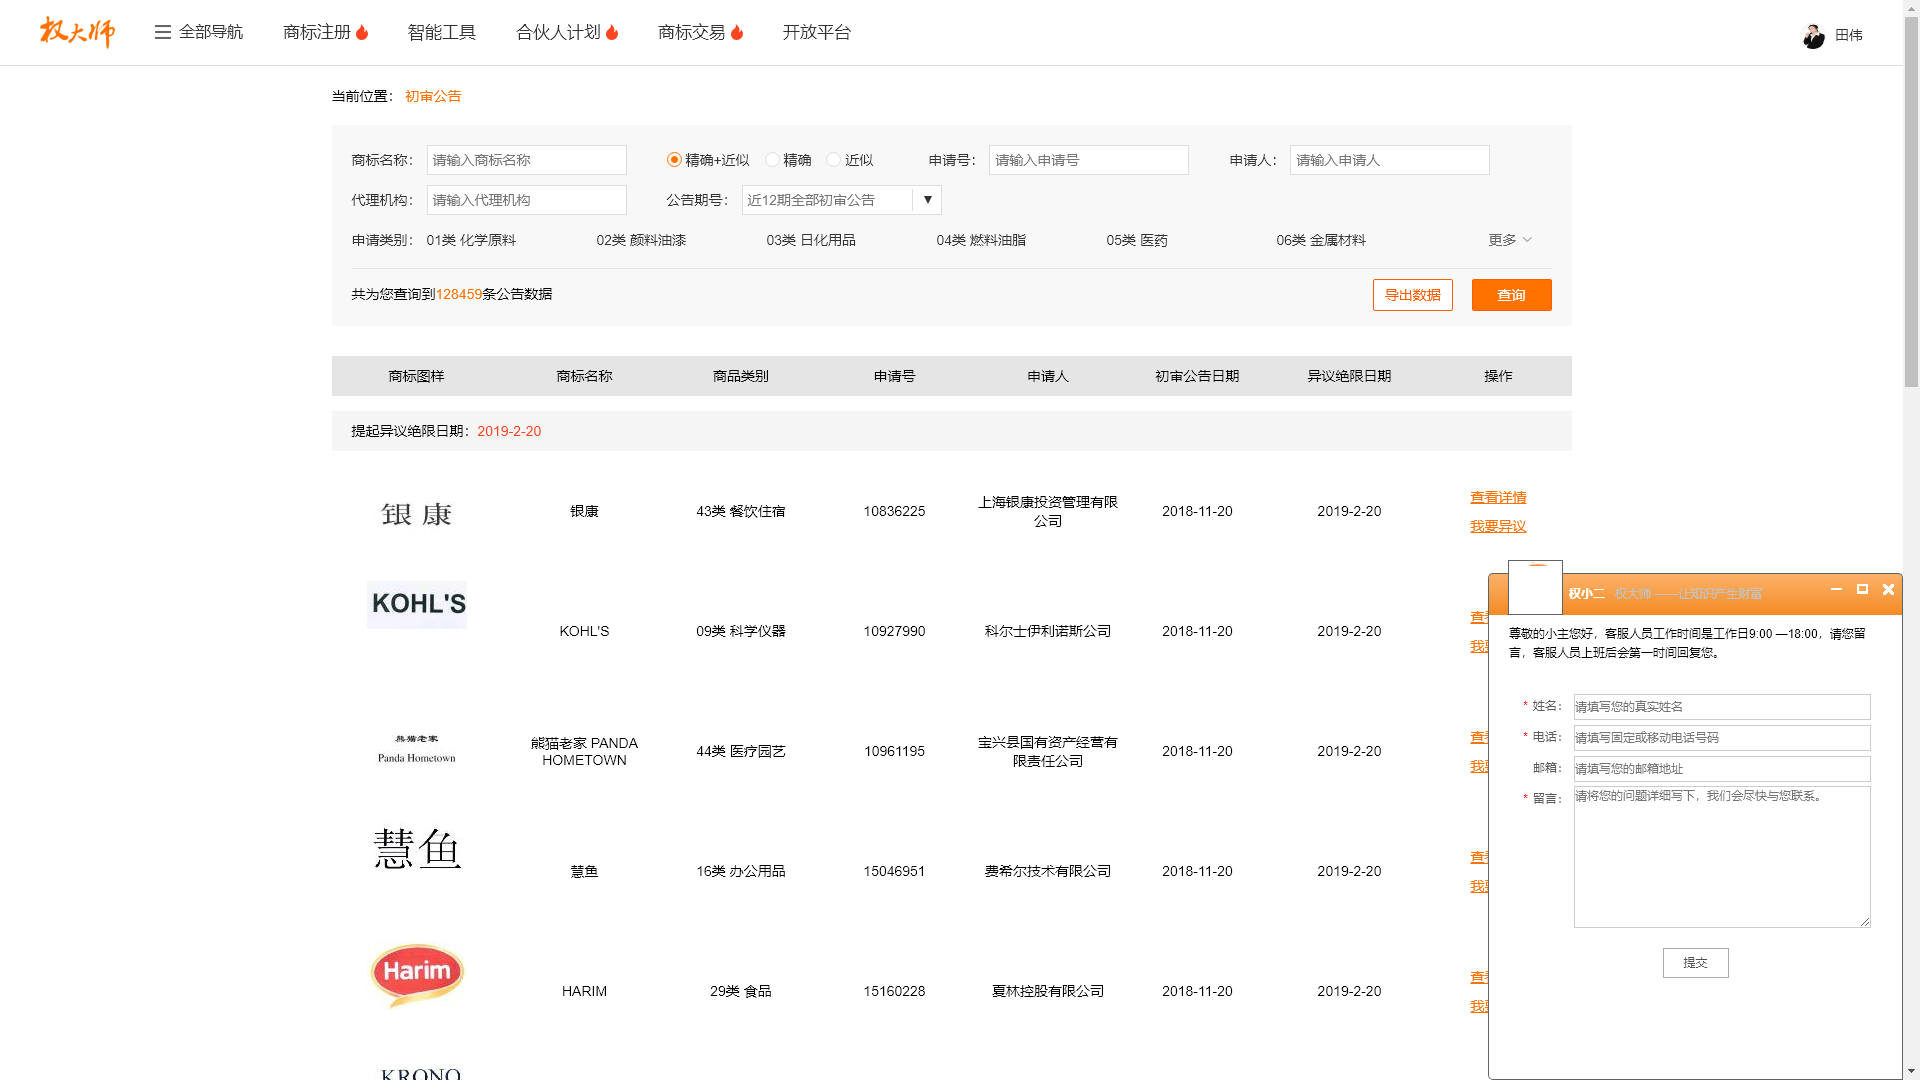 权大师 全部导航 商标注册 智能工具 合伙人计划 商标交易 开放平台 田伟
当前位置： 初审公告
商标名称： 请输入商标名称 精确+近似 精确 近似 申请号： 请输入申请号 申请人： 请输入申请人
代理机构： 请输入代理机构 公告期号： 近12期全部初审公告 ▼
申请类别： 01类 化学原料 02类 颜料油漆 03类 日化用品 04类 燃料油脂 05类 医药 06类 金属材料 更多
共为您查询到128459条公告数据 导出数据 查询
商标图样 商标名称 商品类别 申请号 申请人 初审公告日期 异议绝限日期 操作
提起异议绝限日期：2019-2-20
银康 银康 43类 餐饮住宿 10836225 上海银康投资管理有限公司 2018-11-20 2019-2-20 查看详情
我要异议
KOHL'S KOHL'S 09类 科学仪器 10927990 科尔士伊利诺斯公司 2018-11-20 2019-2-20
熊猫老家
Panda Hometown
熊猫老家 PANDA
HOMETOWN
44类 医疗园艺 10961195
宝兴县国有资产经营有
限责任公司
2018-11-20 2019-2-20
慧鱼 慧鱼 16类 办公用品 15046951 费希尔技术有限公司 2018-11-20 2019-2-20
Harim HARIM 29类 食品 15160228 夏林控股有限公司 2018-11-20 2019-2-20
KRONO
权小二 权大师 ——让知识产生财富
尊敬的小主您好，客服人员工作时间是工作日9:00 —18:00，请您留
言，客服人员上班后会第一时间回复您。
* 姓名： 请填写您的真实姓名
* 电话： 请填写固定或移动电话号码
邮箱： 请填写您的邮箱地址
* 留言： 请将您的问题详细写下，我们会尽快与您联系。
提交